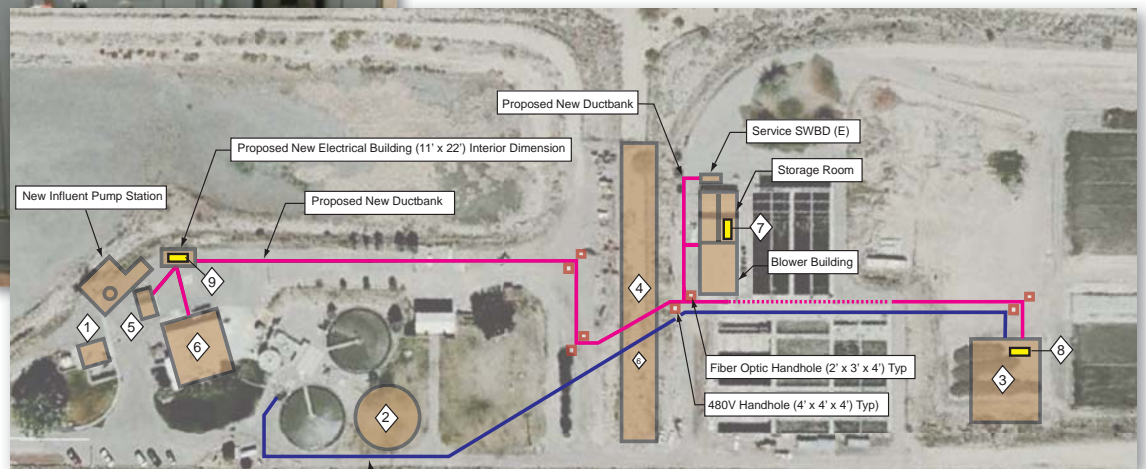 Proposed New Ductbank
Service SWBD (E)
Proposed New Electrical Building (11’ x 22’) Interior Dimension
Storage Room
New Influent Pump Station
Proposed New Ductbank
7
Blower Building
9
4
5
1
6
6
Fiber Optic Handhole (2’ x 3’ x 4’) Typ
8
3
480V Handhole (4’ x 4’ x 4’) Typ)
2